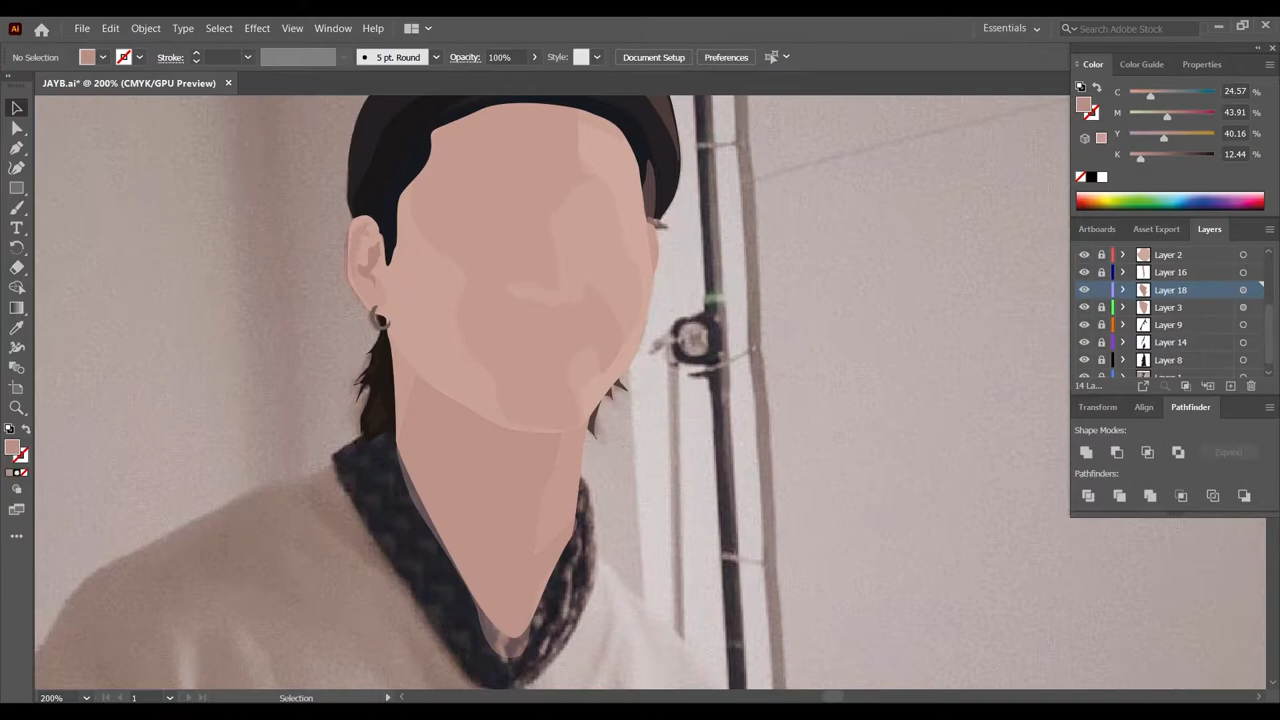 Ai File Edit Object Type Select Effect View Window Help Essentials Search Adobe Stock
No Selection Stroke: 5 pt. Round Opacity: 100% Style: Document Setup Preferences
JAYB.ai* @ 200% (CMYK/GPU Preview)
Color Color Guide Properties
C 24.57 %
M 43.91 %
Y 40.16 %
K 12.44 %
Artboards Asset Export Layers
Layer 2
Layer 16
Layer 18
Layer 3
Layer 9
Layer 14
Layer 8
14 La...
Transform Align Pathfinder
Shape Modes:
Expand
Pathfinders:
200% 1 Selection